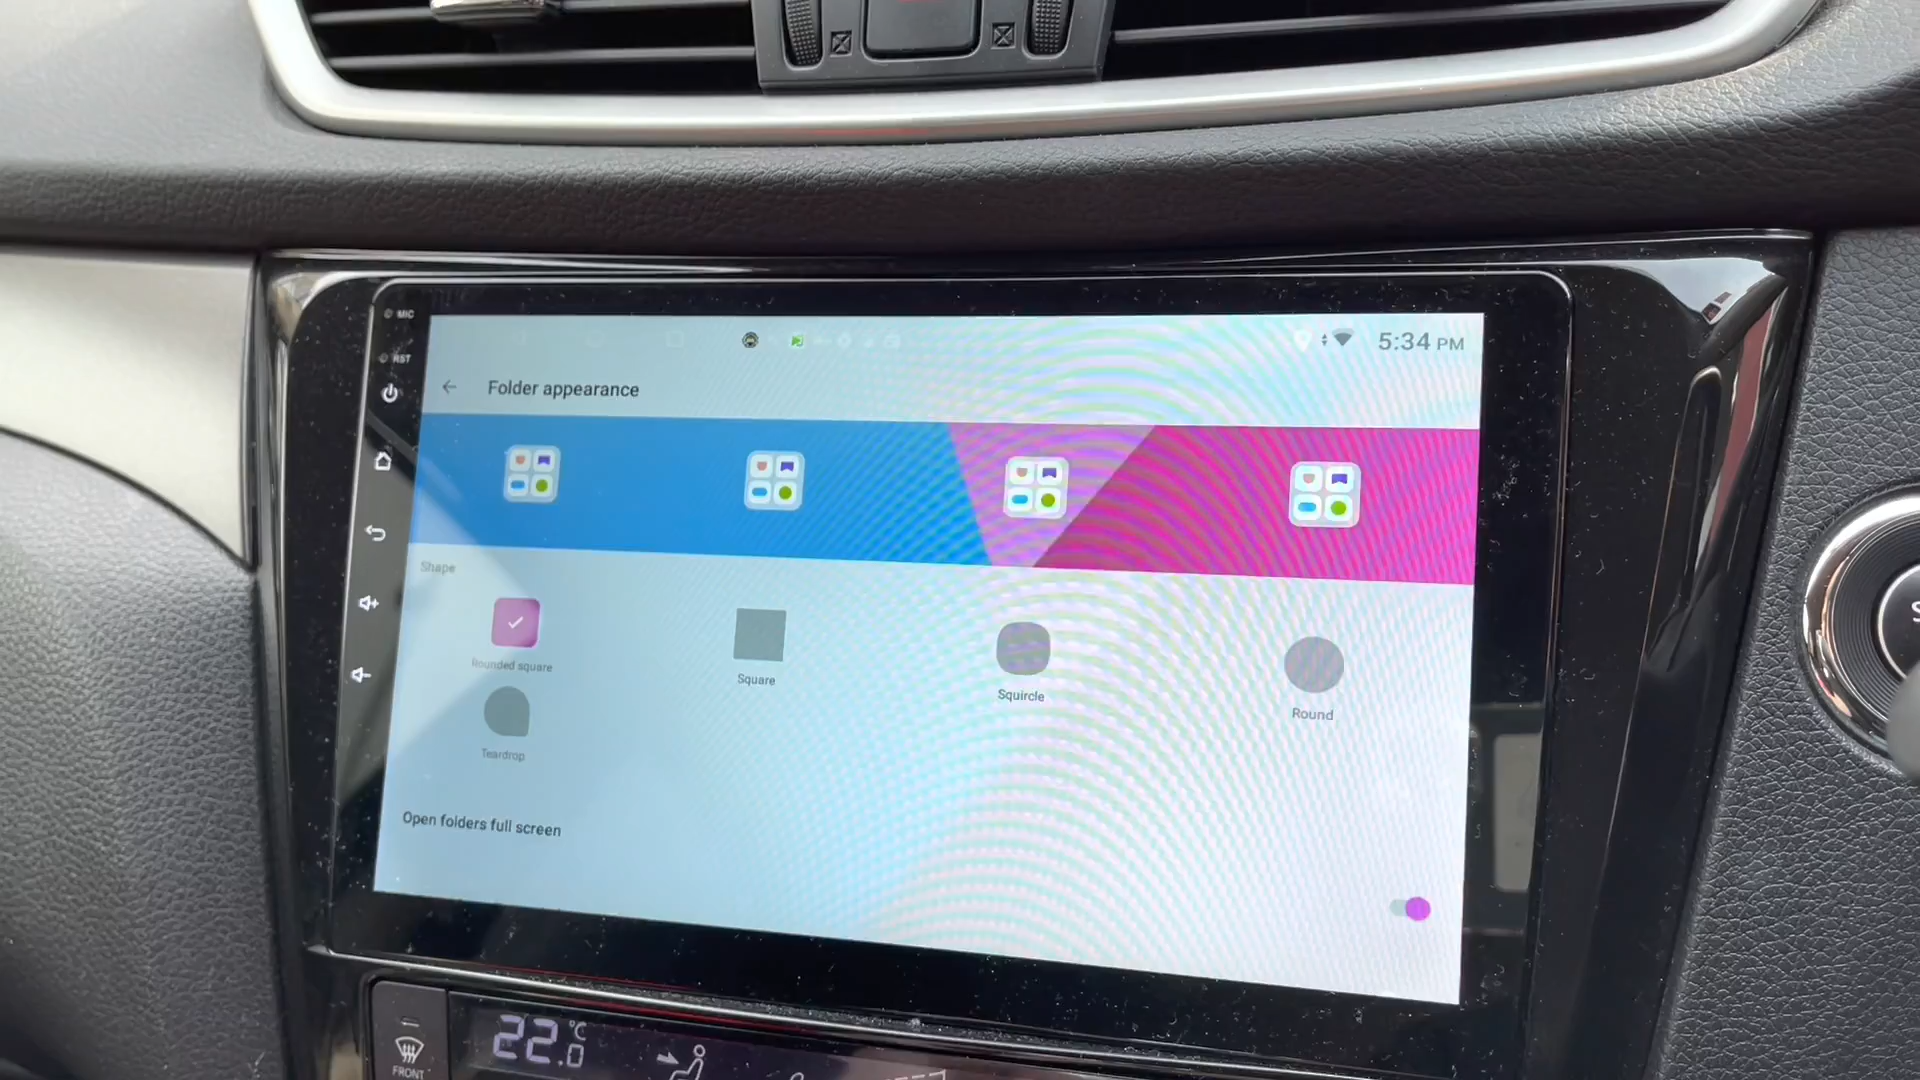 MIC
RST
5:34 PM
Folder appearance
Shape
Rounded square
Square
Squircle
Round
Teardrop
Open folders full screen
22.0 °C
FRONT
S